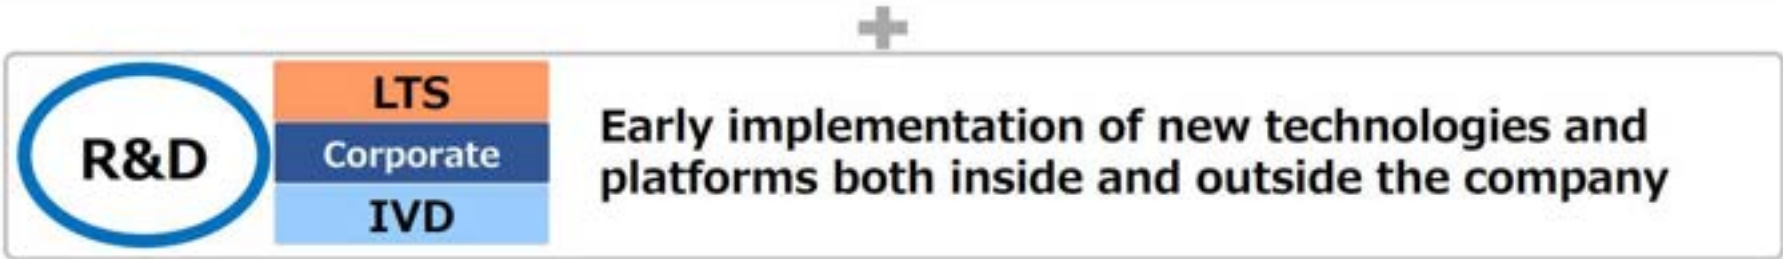 R&D
LTS
Corporate
IVD
Early implementation of new technologies and
platforms both inside and outside the company